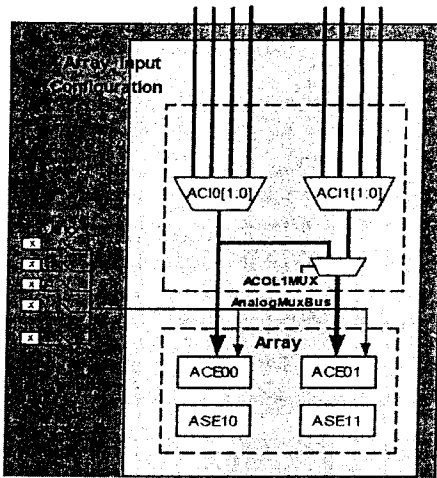 Array Input
Configuration
ACI0[1:0]
ACI1[1:0]
ACOL1MUX
AnalogMuxBus
x
x
x
x
x
Array
ACE00
ACE01
ASE10
ASE11